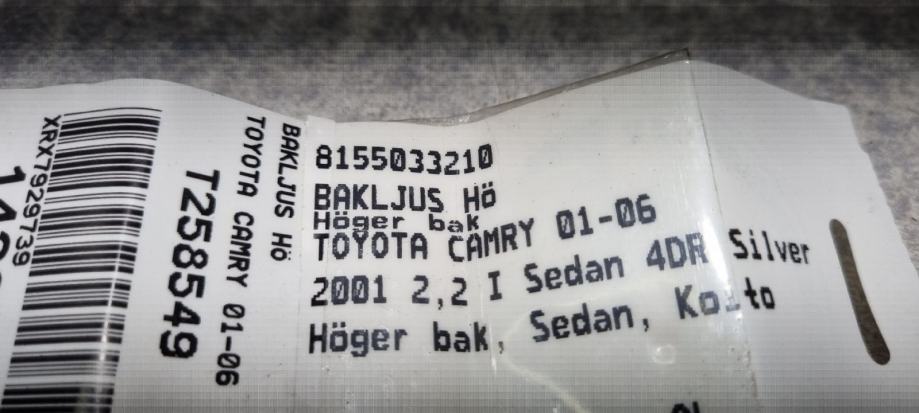 8155033210
BAKLJUS Hö
Höger bak
TOYOTA CAMRY 01-06
2001 2,2 I Sedan 4DR Silver
Höger bak, Sedan,
BAKLJUS Hö
TOYOTA CAMRY 01-06
T258549
XRX7929739